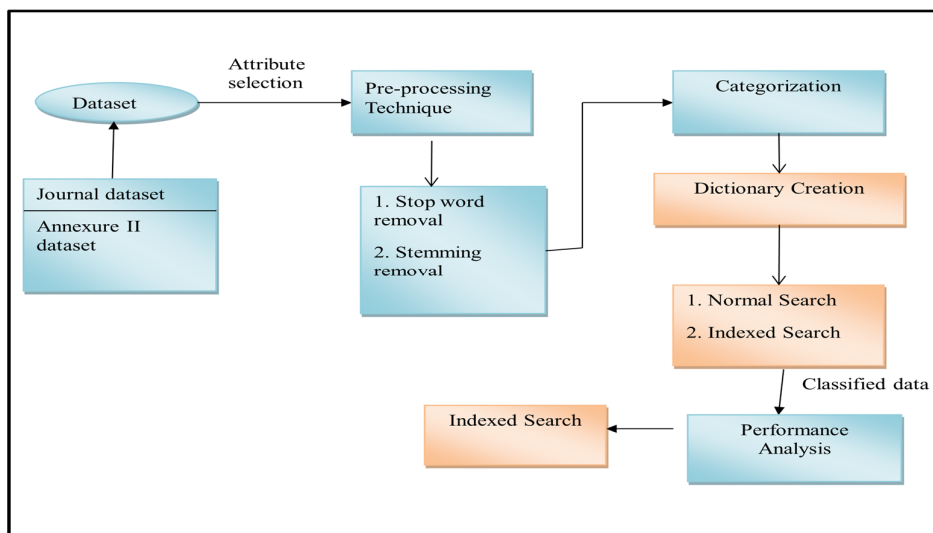 Attribute
selection
Dataset
Pre-processing
Technique
Categorization
Journal dataset
Annexure II
dataset
1. Stop word
removal
2. Stemming
removal
Dictionary Creation
1. Normal Search
2. Indexed Search
Classified data
Indexed Search
Performance
Analysis